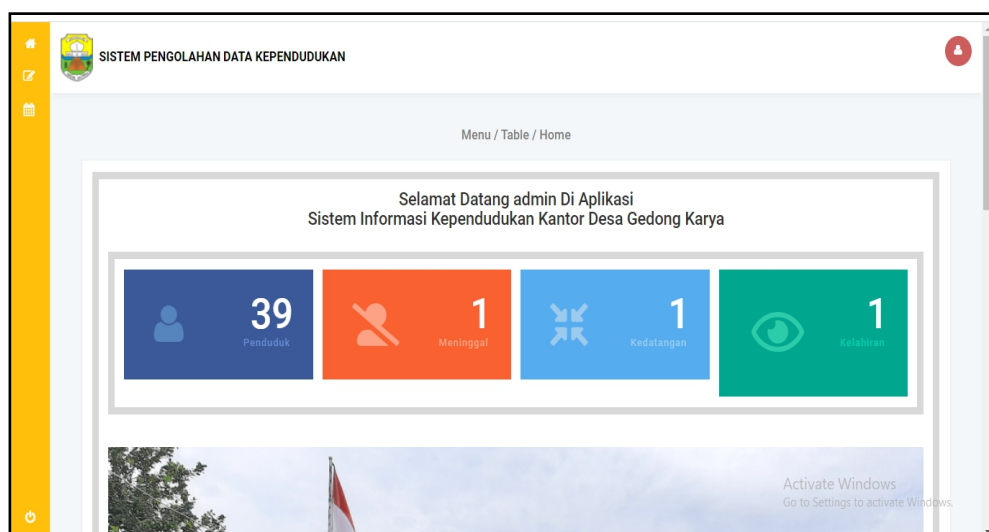 SISTEM PENGOLAHAN DATA KEPENDUDUKAN
Menu / Table / Home
Selamat Datang admin Di Aplikasi
Sistem Informasi Kependudukan Kantor Desa Gedong Karya
39
Penduduk
1
Meninggal
1
Kedatangan
1
Kelahiran
Activate Windows
Go to Settings to activate Windows.